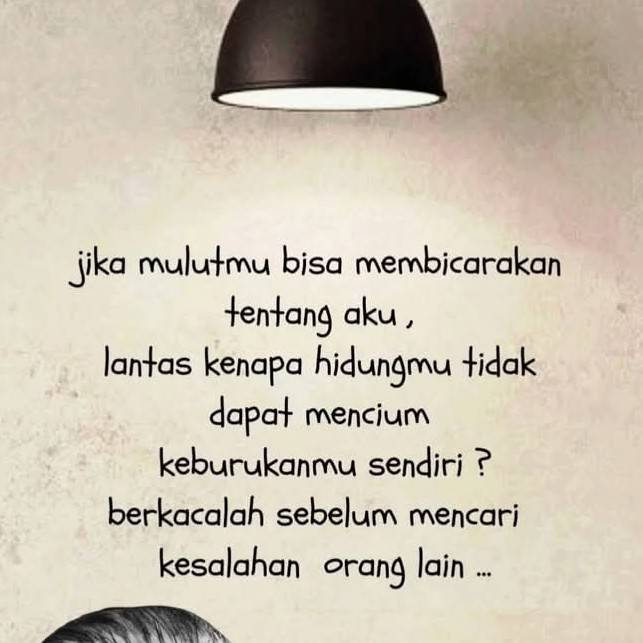 jika mulutmu bisa membicarakan
tentang aku ,
lantas kenapa hidungmu tidak
dapat mencium
keburukanmu sendiri ?
berkacalah sebelum mencari
kesalahan orang lain ...